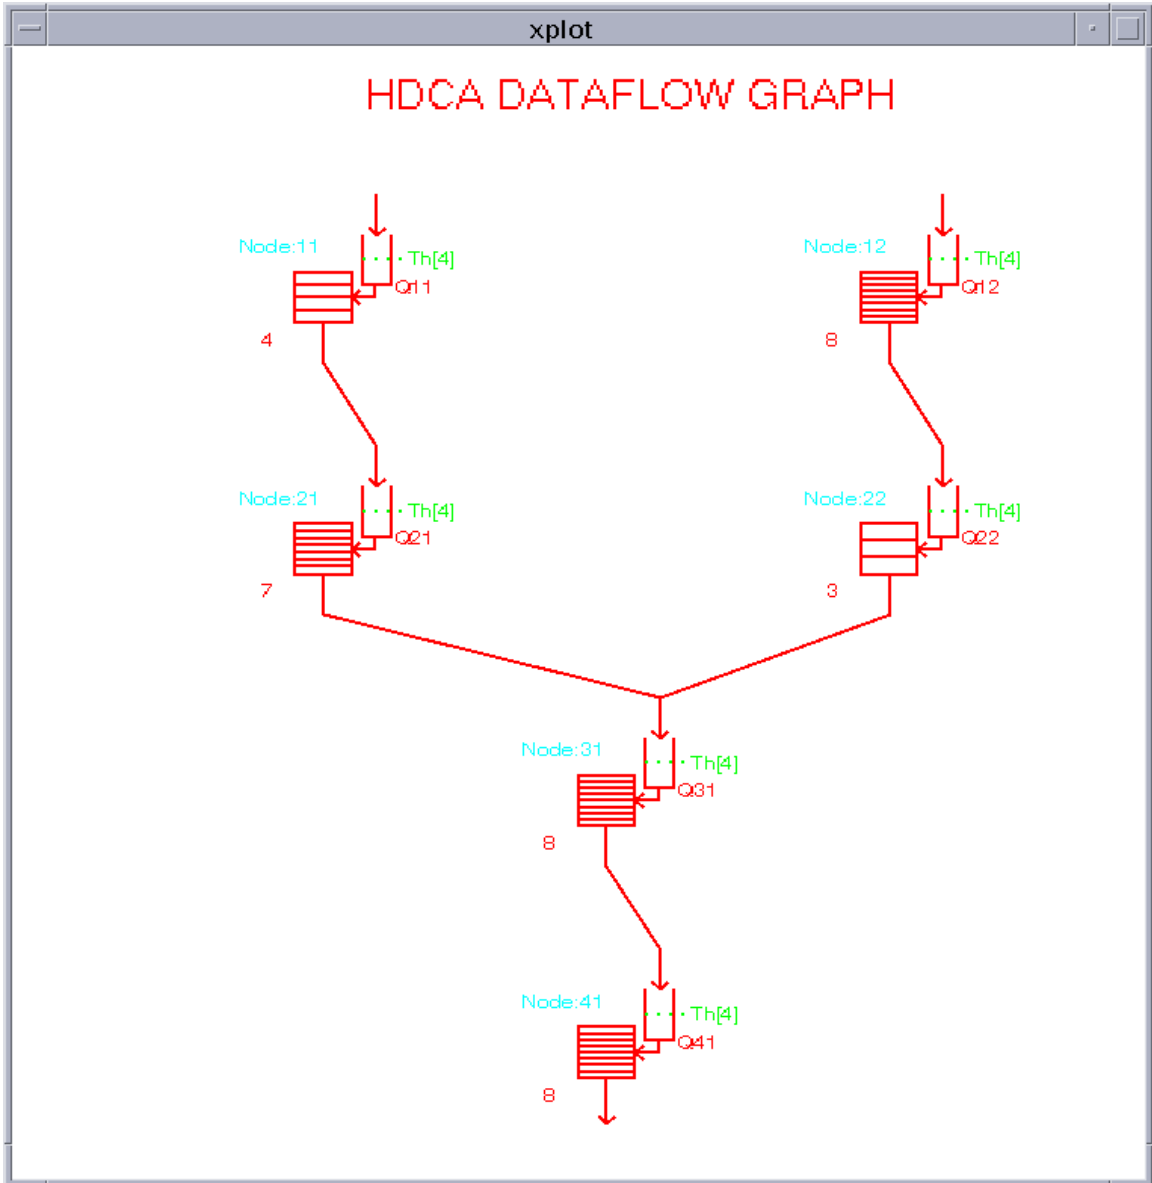 xplot
HDCA DATAFLOW GRAPH
Node:11 Th[4] Node:12 Th[4]
Q11 Q12
4 8
Node:21 Th[4] Node:22 Th[4]
Q21 Q22
7 3
Node:31 Th[4]
Q31
8
Node:41 Th[4]
Q41
8